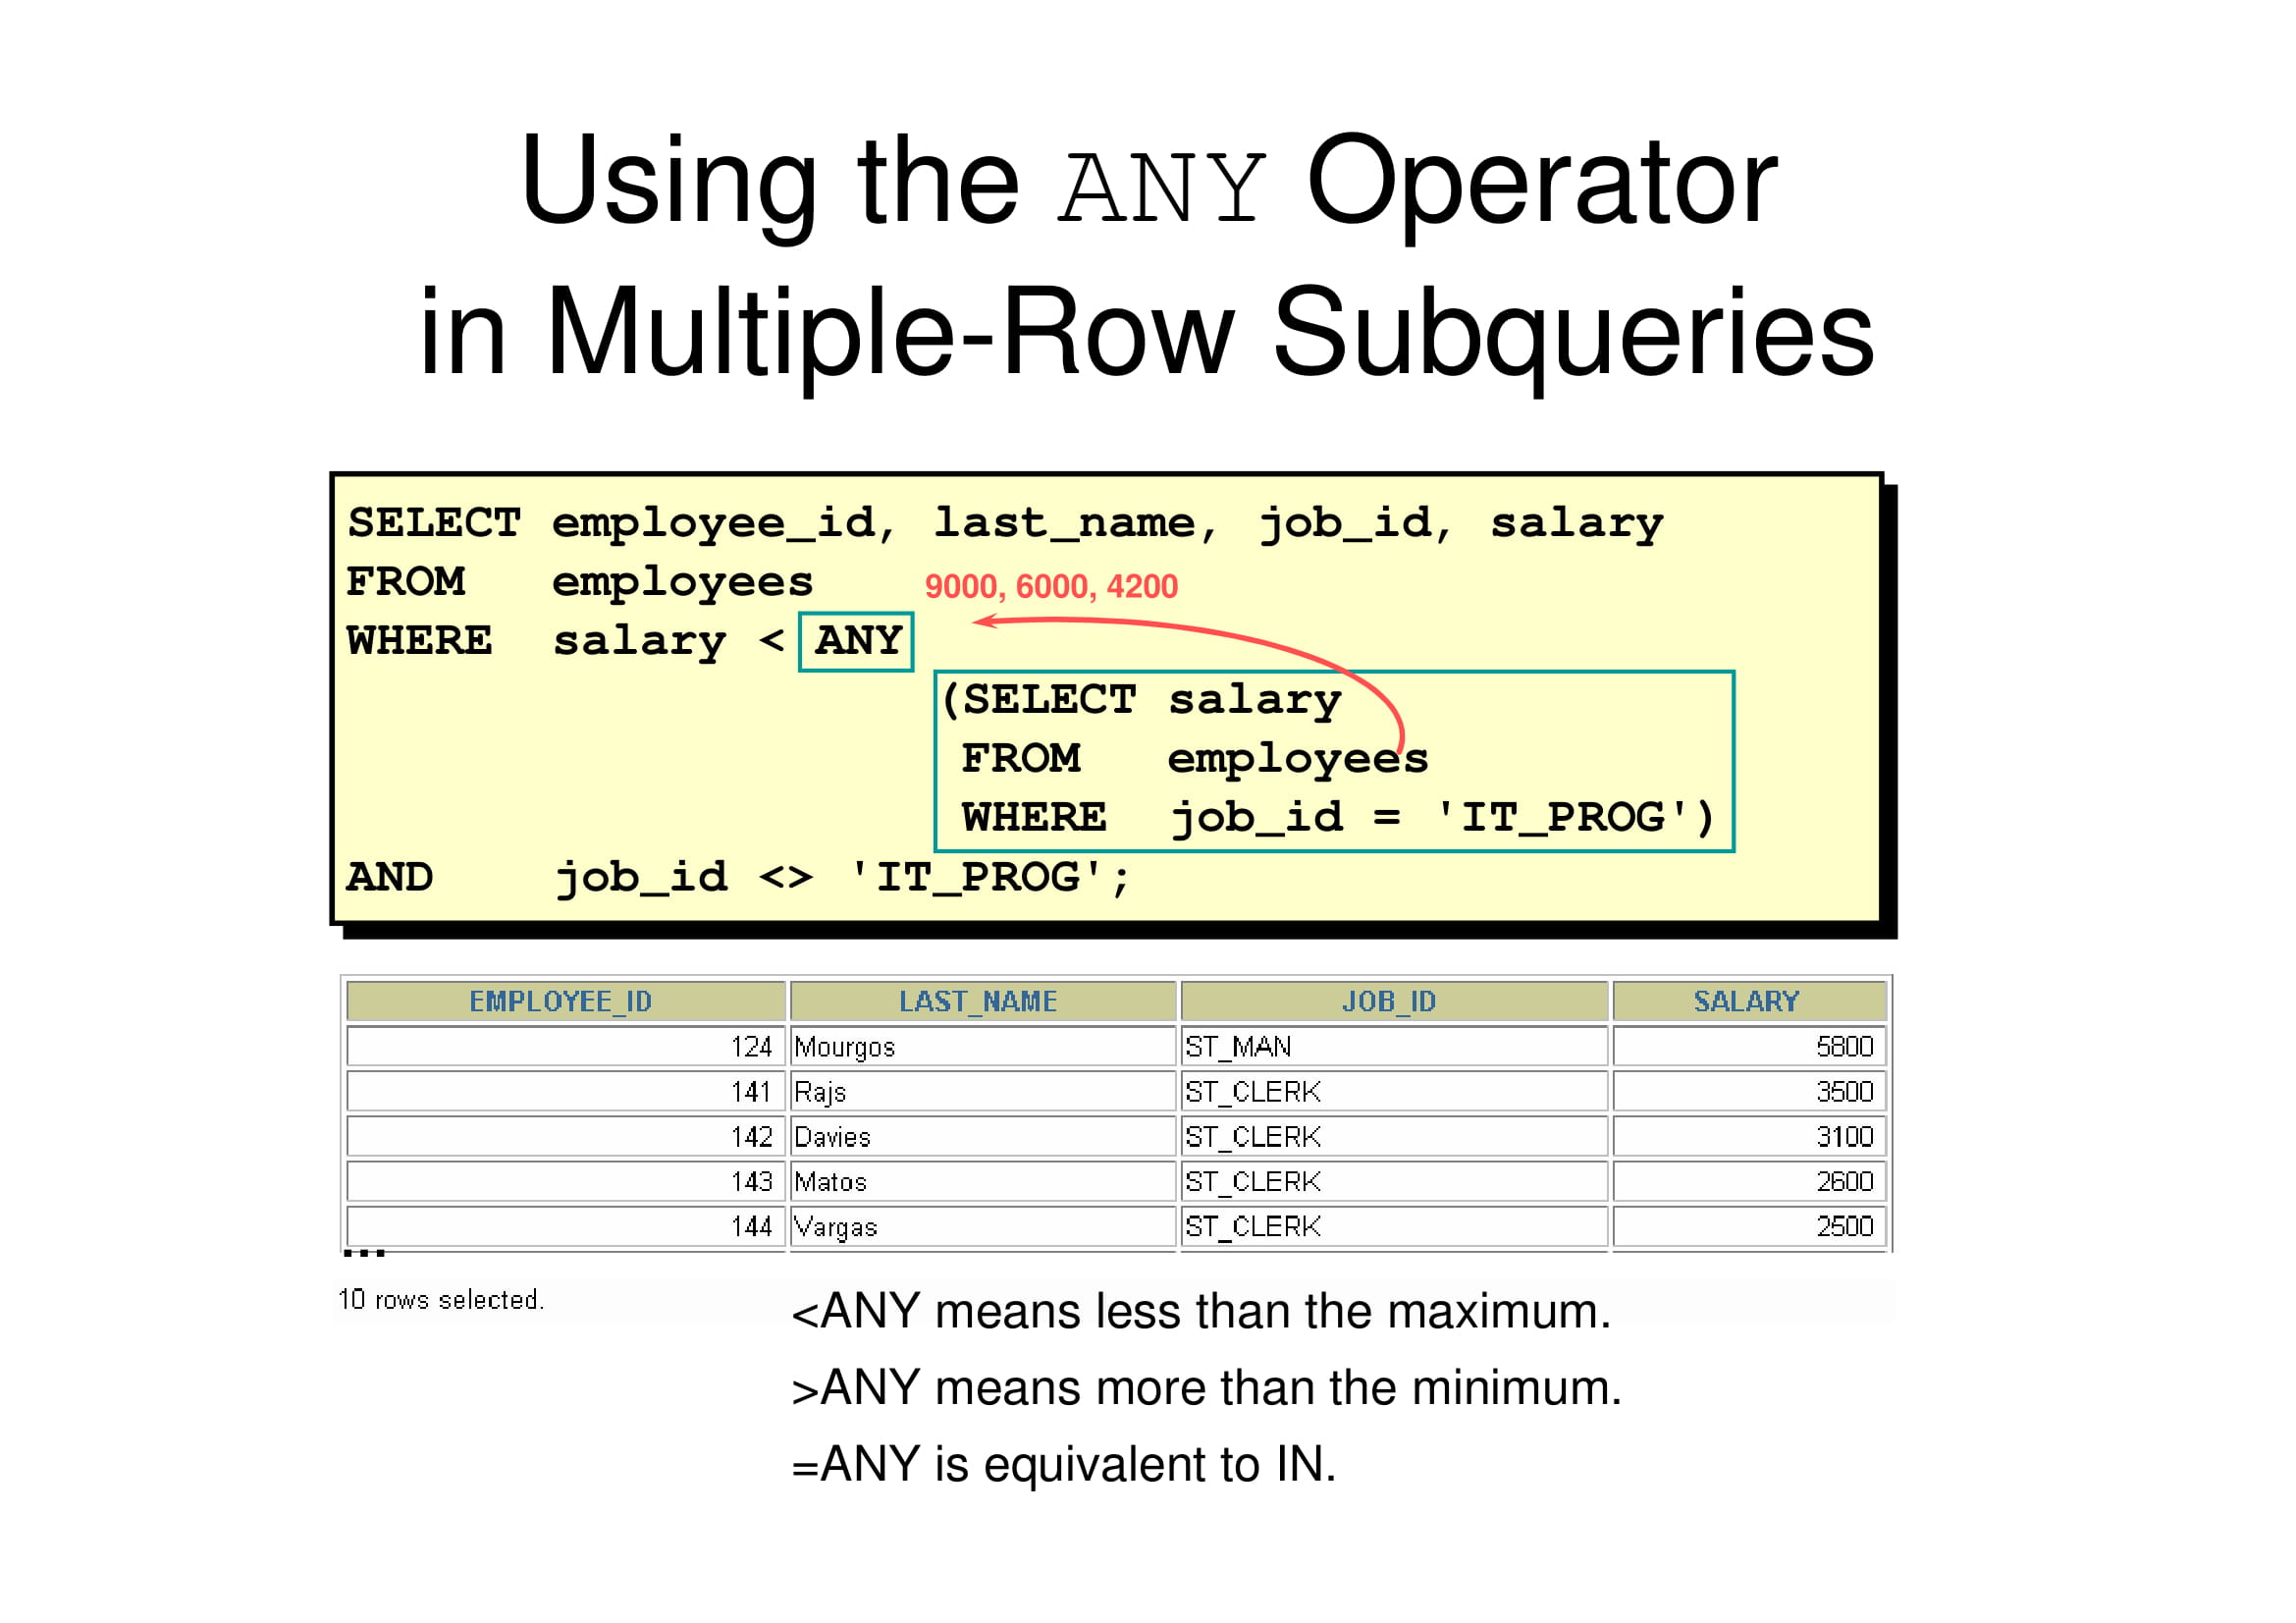 Using the ANY Operator
in Multiple-Row Subqueries
SELECT employee_id, last_name, job_id, salary
FROM employees
9000, 6000, 4200
WHERE salary < ANY
(SELECT salary
FROM employees
WHERE job_id = 'IT_PROG')
AND job_id <> 'IT_PROG';
EMPLOYEE_ID LAST_NAME JOB_ID SALARY
124 Mourgos ST_MAN 5800
141 Rajs ST_CLERK 3500
142 Davies ST_CLERK 3100
143 Matos ST_CLERK 2600
144 Vargas ST_CLERK 2500
...
10 rows selected.
<ANY means less than the maximum.
>ANY means more than the minimum.
=ANY is equivalent to IN.